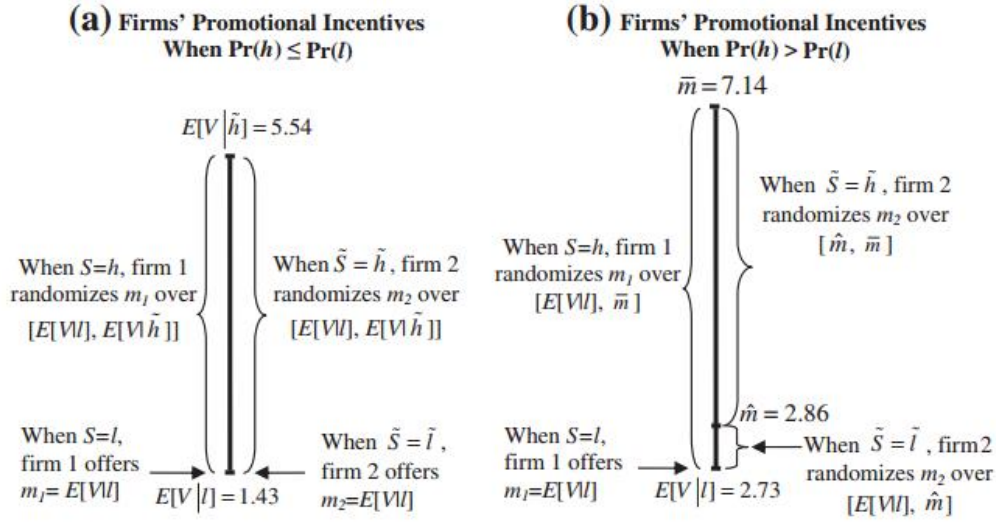 (a) Firms' Promotional Incentives
When Pr(h) ≤ Pr(l)
E[V|h̃] = 5.54
When S=h, firm 1
randomizes m₁ over
[E[V|l], E[V|h̃]]
When S̃ = h̃, firm 2
randomizes m₂ over
[E[V|l], E[V|h̃]]
When S=l,
firm 1 offers
m₁= E[V|l]
E[V|l] = 1.43
When S̃ = l̃,
firm 2 offers
m₂=E[V|l]
(b) Firms' Promotional Incentives
When Pr(h) > Pr(l)
m̄ = 7.14
When S̃ = h̃, firm 2
randomizes m₂ over
[m̂, m̄]
When S=h, firm 1
randomizes m₁ over
[E[V|l], m̄]
m̂ = 2.86
When S=l,
firm 1 offers
m₁=E[V|l]
E[V|l] = 2.73
When S̃ = l̃, firm2
randomizes m₂ over
[E[V|l], m̂]